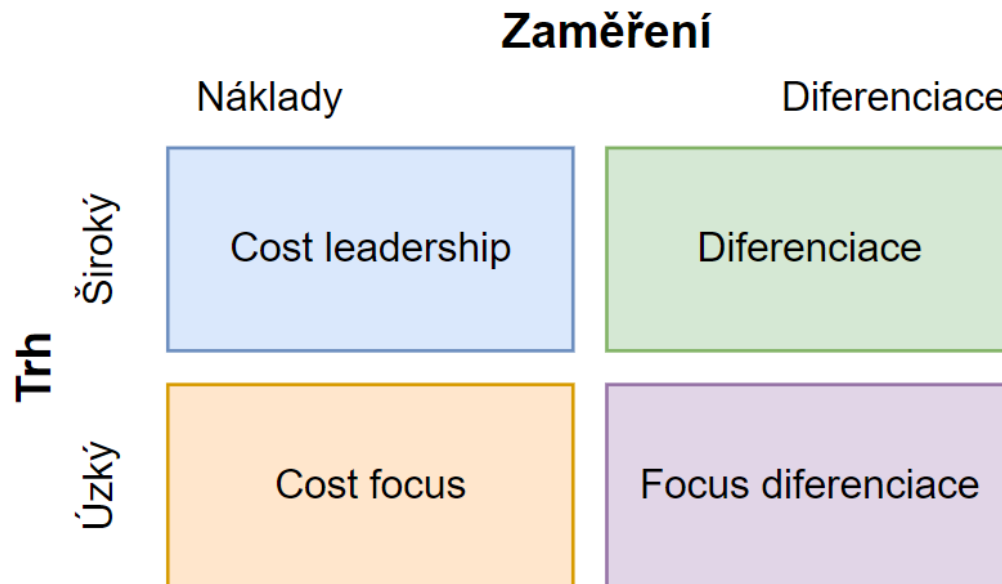 Zaměření
Náklady
Diferenciace
Trh
Široký
Cost leadership
Diferenciace
Úzký
Cost focus
Focus diferenciace